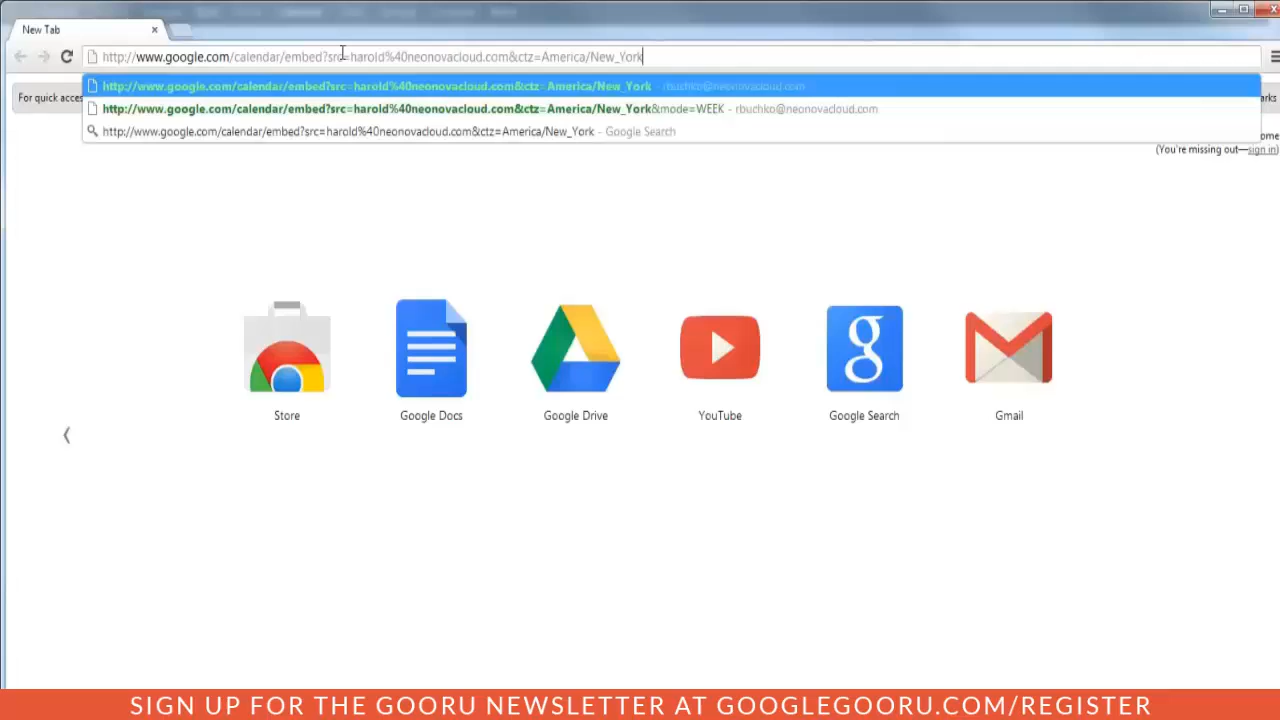 New Tab
http://www.google.com/calendar/embed?src=harold%40neonovacloud.com&ctz=America/New_York
http://www.google.com/calendar/embed?src=harold%40neonovacloud.com&ctz=America/New_York - rbuchko@neonovacloud.com
http://www.google.com/calendar/embed?src=harold%40neonovacloud.com&ctz=America/New_York&mode=WEEK - rbuchko@neonovacloud.com
http://www.google.com/calendar/embed?src=harold%40neonovacloud.com&ctz=America/New_York - Google Search
For quick
(You're missing out—sign in)
Store
Google Docs
Google Drive
YouTube
Google Search
Gmail
SIGN UP FOR THE GOORU NEWSLETTER AT GOOGLEGOORU.COM/REGISTER